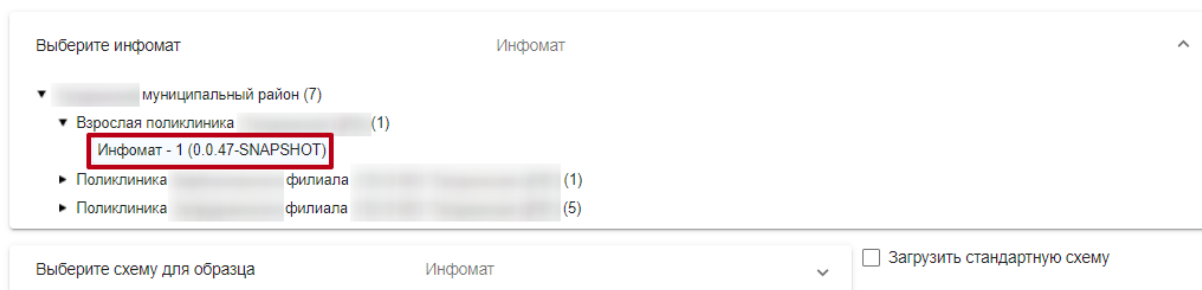 Выберите инфомат Инфомат
муниципальный район (7)
Взрослая поликлиника (1)
Инфомат - 1 (0.0.47-SNAPSHOT)
Поликлиника филиала (1)
Поликлиника филиала (5)
Выберите схему для образца Инфомат Загрузить стандартную схему